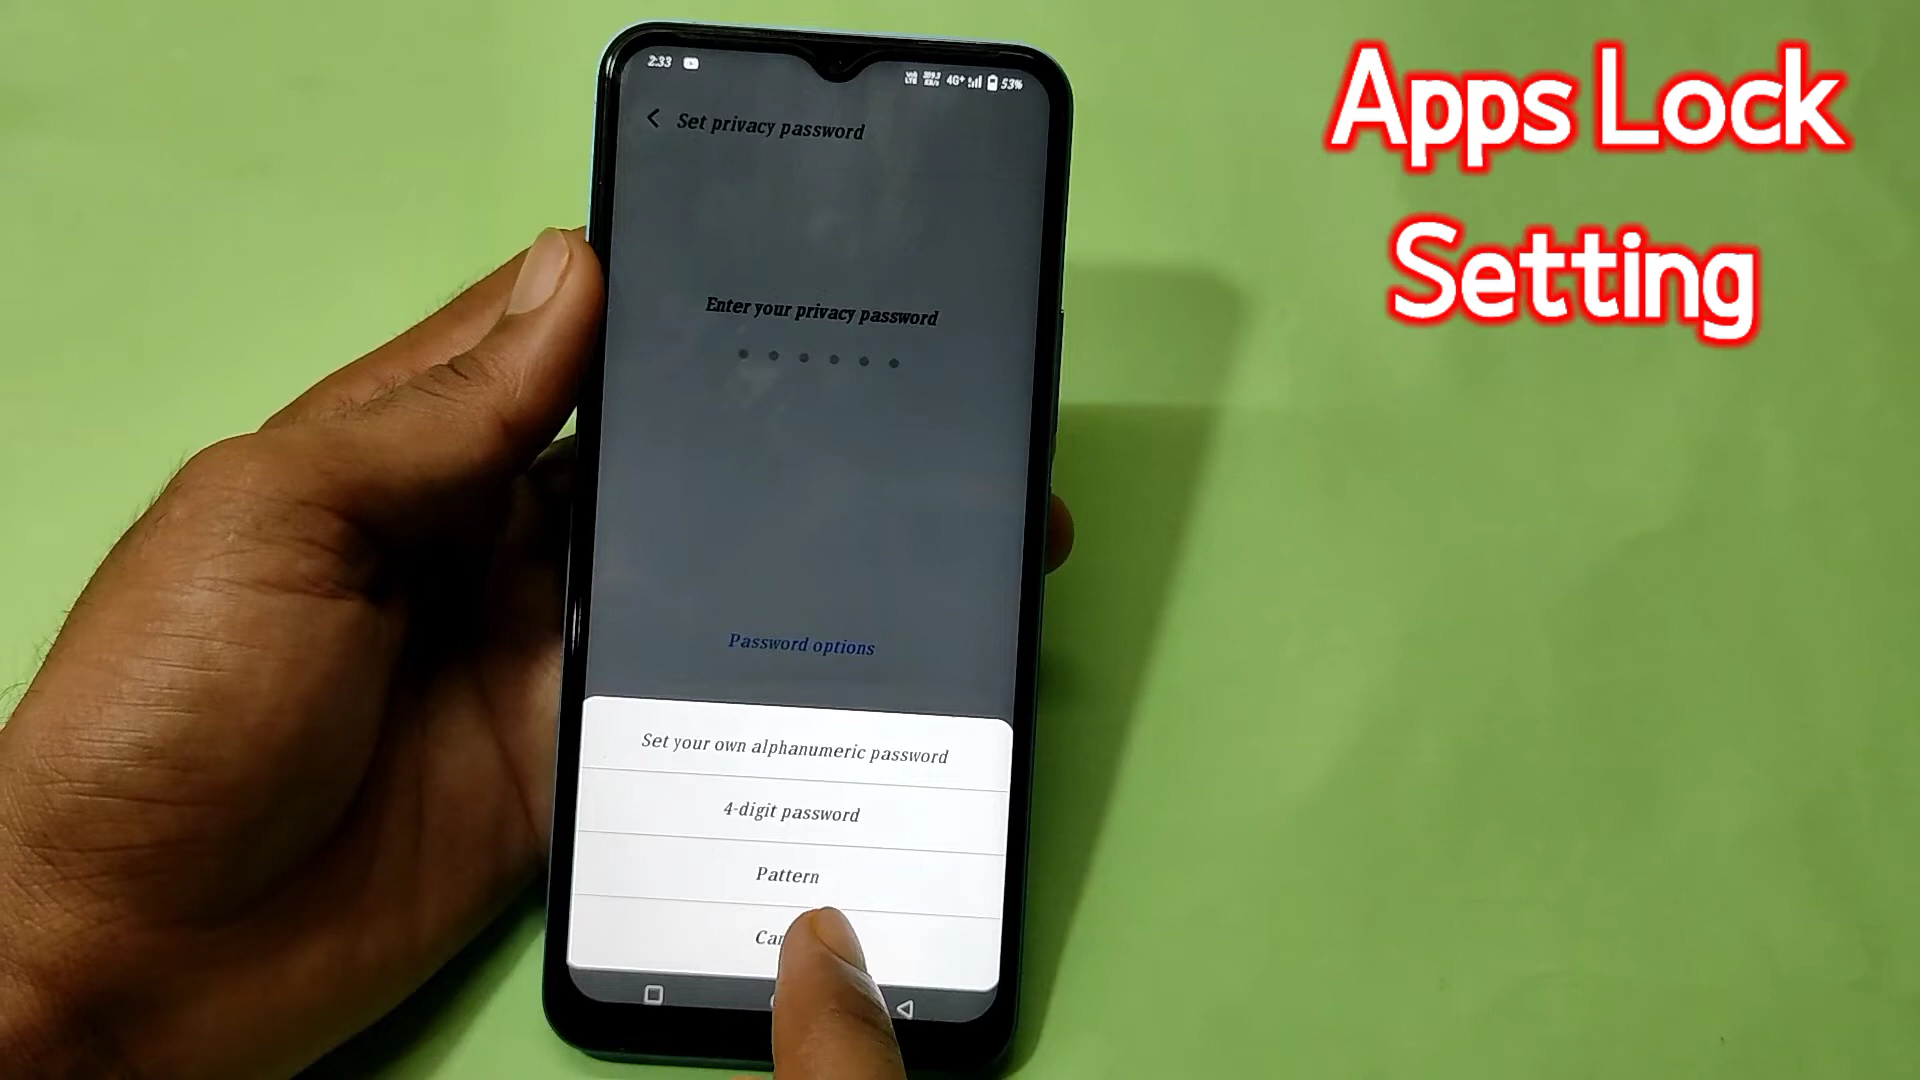 Apps Lock
Setting
2:33
4G+ 53%
Set privacy password
Enter your privacy password
Password options
Set your own alphanumeric password
4-digit password
Pattern